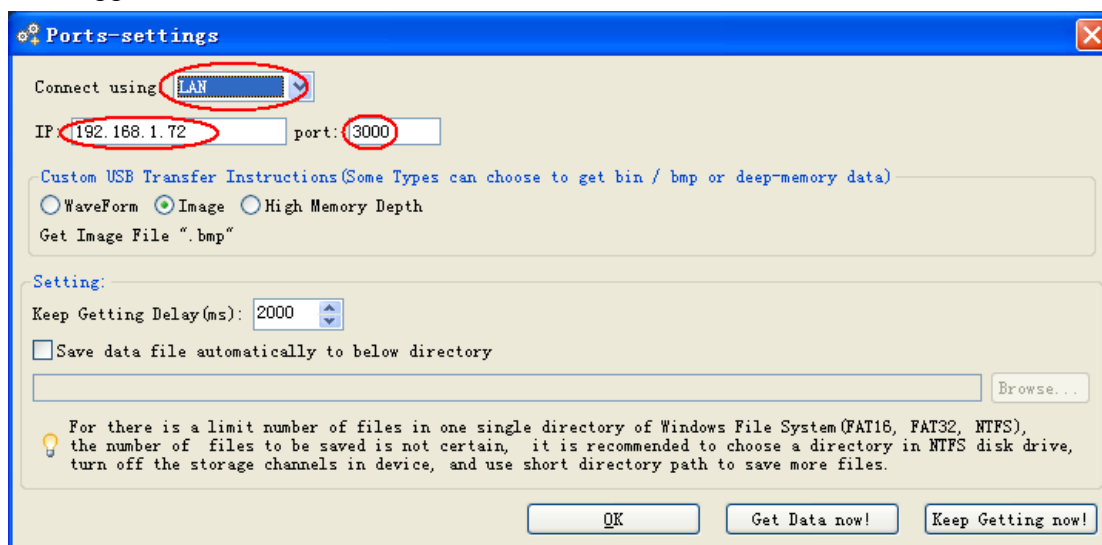 Ports-settings
Connect using LAN
IP: 192.168.1.72 port: 3000
Custom USB Transfer Instructions(Some Types can choose to get bin / bmp or deep-memory data)
WaveForm Image High Memory Depth
Get Image File ".bmp"
Setting:
Keep Getting Delay(ms): 2000
Save data file automatically to below directory
Browse...
For there is a limit number of files in one single directory of Windows File System(FAT16, FAT32, NTFS),
the number of files to be saved is not certain, it is recommended to choose a directory in NTFS disk drive,
turn off the storage channels in device, and use short directory path to save more files.
OK Get Data now! Keep Getting now!